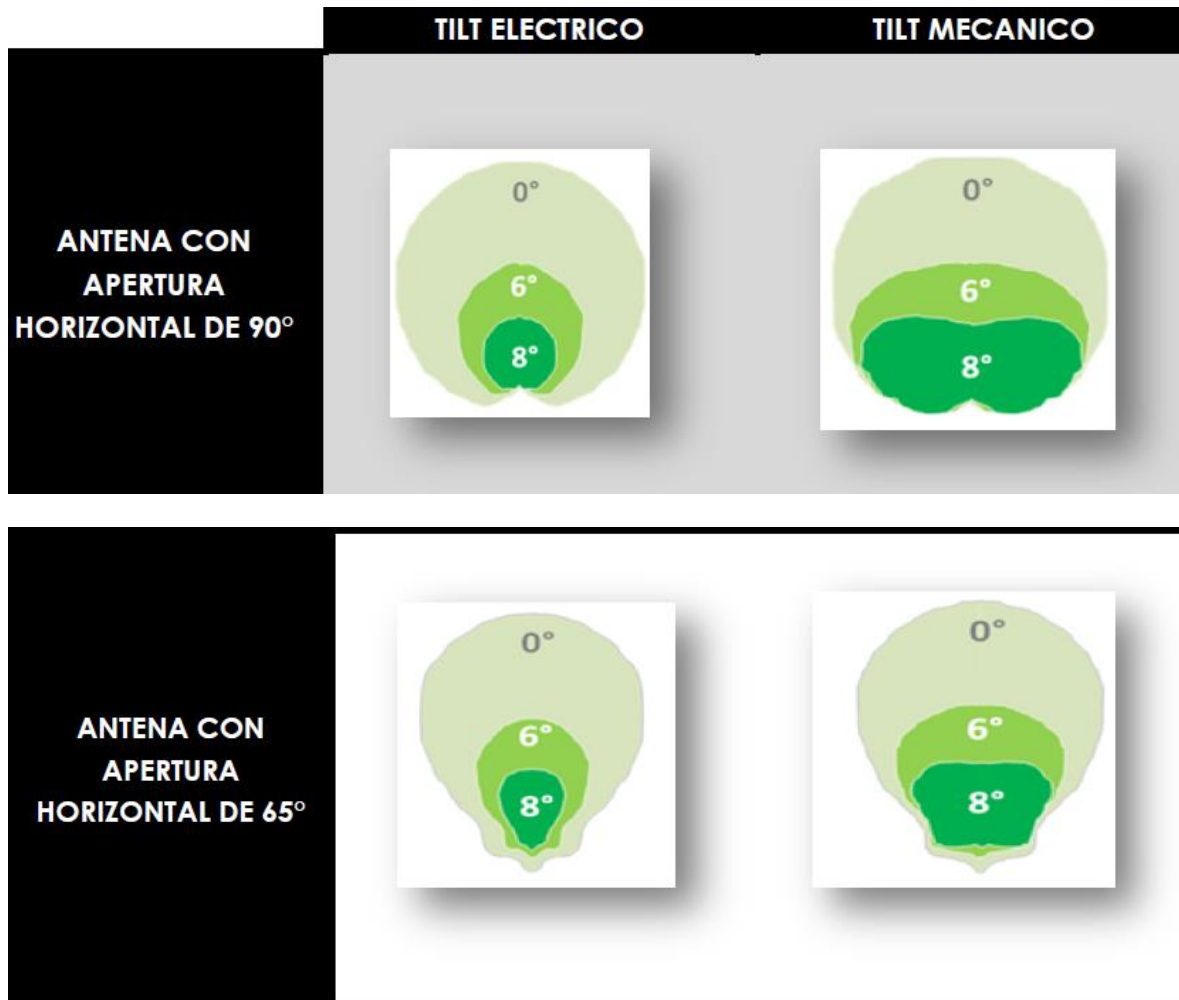 TILT ELECTRICO
TILT MECANICO
ANTENA CON
APERTURA
HORIZONTAL DE 90°
0°
6°
8°
0°
6°
8°
ANTENA CON
APERTURA
HORIZONTAL DE 65°
0°
6°
8°
0°
6°
8°